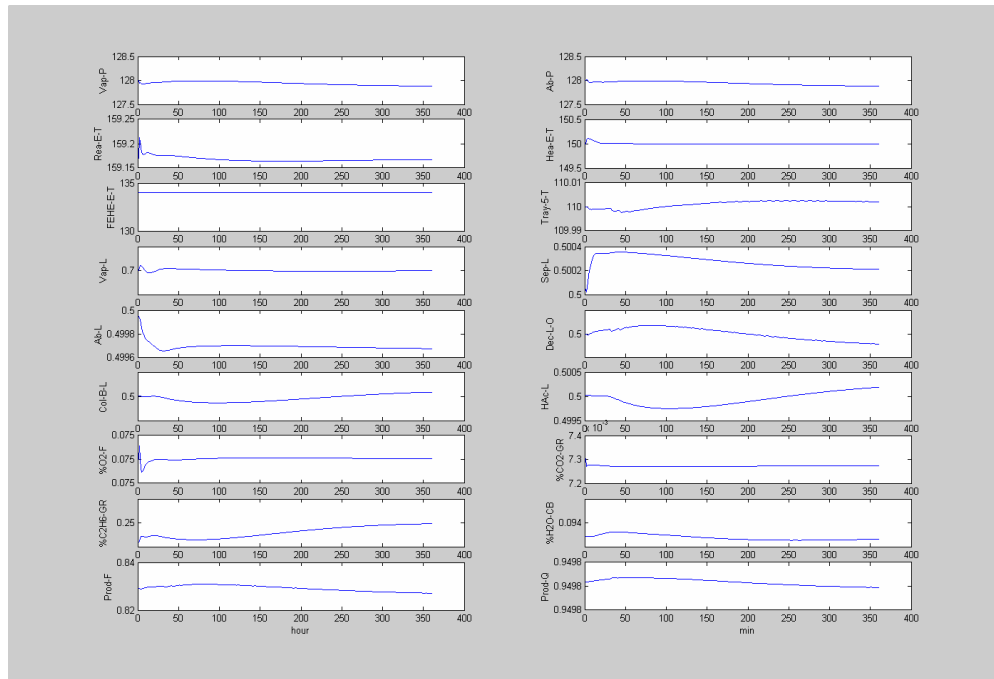 128.5
128
127.5
Vap-P
0 50 100 150 200 250 300 350 400
128.5
128
127.5
Ab-P
0 50 100 150 200 250 300 350 400
159.25
159.2
159.15
Rea-E-T
0 50 100 150 200 250 300 350 400
150.5
150
149.5
Hea-E-T
0 50 100 150 200 250 300 350 400
135
130
FEHE-E-T
0 50 100 150 200 250 300 350 400
110.01
110
109.99
Tray-5-T
0 50 100 150 200 250 300 350 400
0.7
Vap-L
0 50 100 150 200 250 300 350 400
0.5004
0.5002
0.5
Sep-L
0 50 100 150 200 250 300 350 400
0.5
0.4998
0.4996
Ab-L
0 50 100 150 200 250 300 350 400
0.5
Dec-L-O
0 50 100 150 200 250 300 350 400
0.5
Col-B-L
0 50 100 150 200 250 300 350 400
0.5005
0.5
0.4995
HAc-L
0 50 100 150 200 250 300 350 400
0.075
0.075
0.075
%O2-F
0 50 100 150 200 250 300 350 400
x 10^-3
7.4
7.3
7.2
%CO2-GR
0 50 100 150 200 250 300 350 400
0.25
%C2H6-GR
0 50 100 150 200 250 300 350 400
0.094
%H2O-CB
0 50 100 150 200 250 300 350 400
0.84
0.82
Prod-F
0 50 100 150 200 250 300 350 400
hour
0.9498
0.9498
0.9498
Prod-Q
0 50 100 150 200 250 300 350 400
min